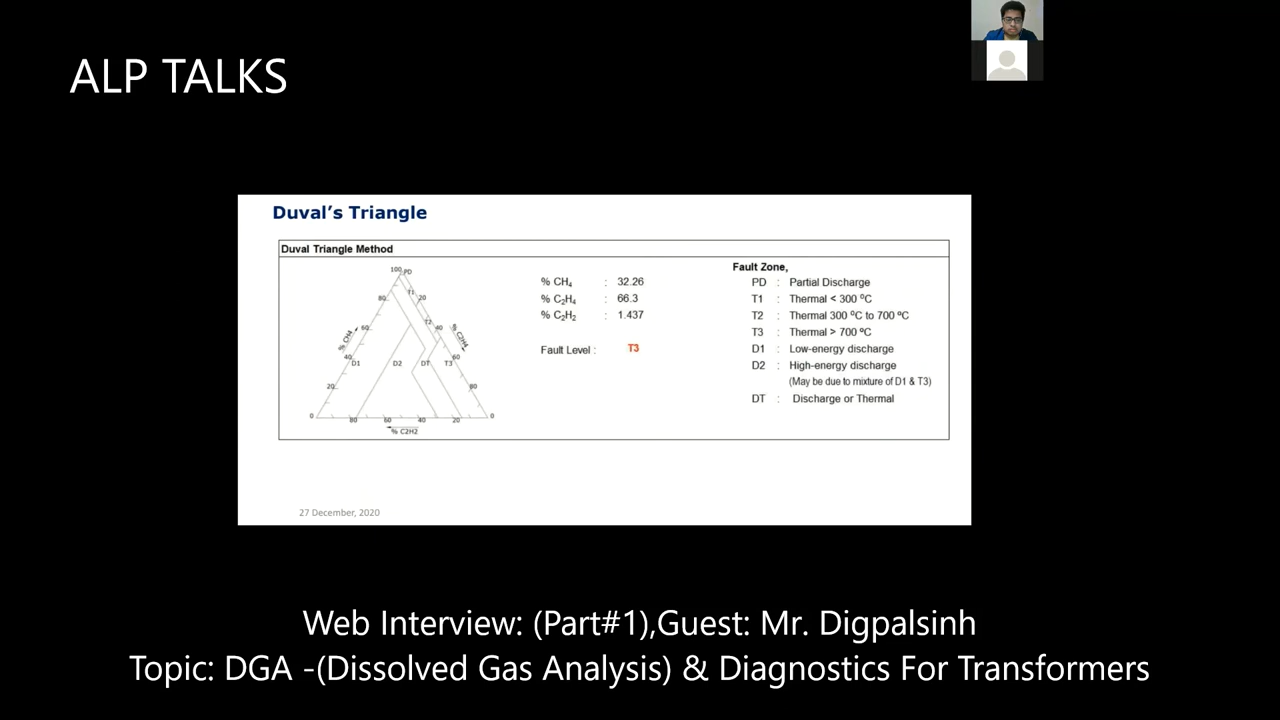 ALP TALKS
Duval's Triangle
Duval Triangle Method
100 PD
80 T1 20
60 T2 40 % C2H4
% CH4
40 D1 D2 DT T3 60
20 80
0 80 60 40 20 0
% C2H2
% CH₄ : 32.26
% C₂H₄ : 66.3
% C₂H₂ : 1.437
Fault Level : T3
Fault Zone,
PD : Partial Discharge
T1 : Thermal < 300 ⁰C
T2 : Thermal 300 ⁰C to 700 ⁰C
T3 : Thermal > 700 ⁰C
D1 : Low-energy discharge
D2 : High-energy discharge
(May be due to mixture of D1 & T3)
DT : Discharge or Thermal
27 December, 2020
Web Interview: (Part#1),Guest: Mr. Digpalsinh
Topic: DGA -(Dissolved Gas Analysis) & Diagnostics For Transformers